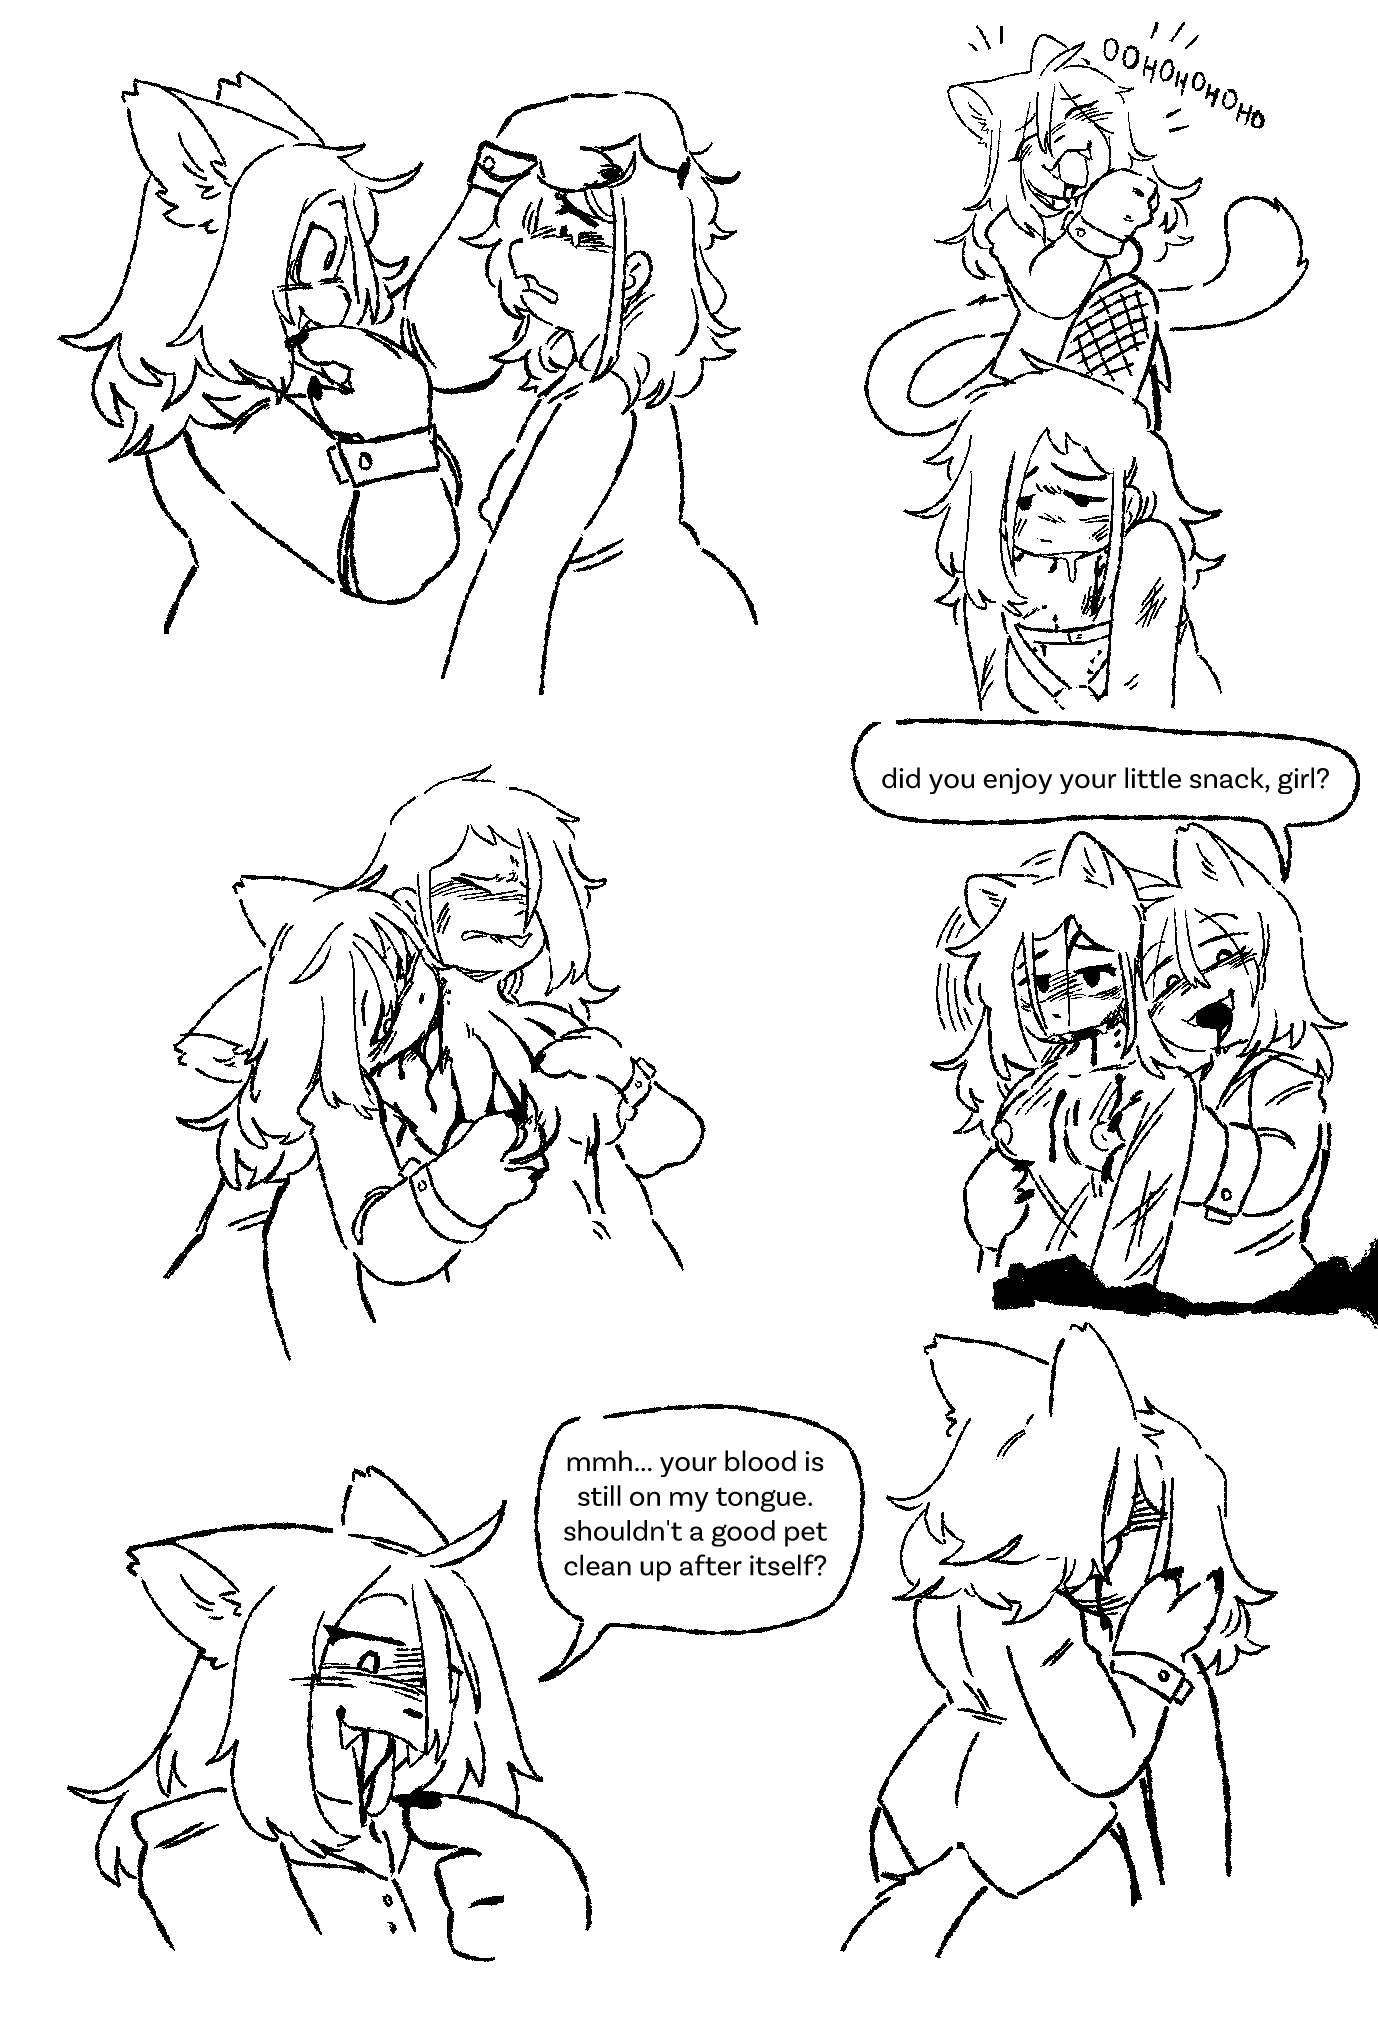 OOHOHOHOHO
did you enjoy your little snack, girl?
mmh... your blood is
still on my tongue.
shouldn't a good pet
clean up after itself?